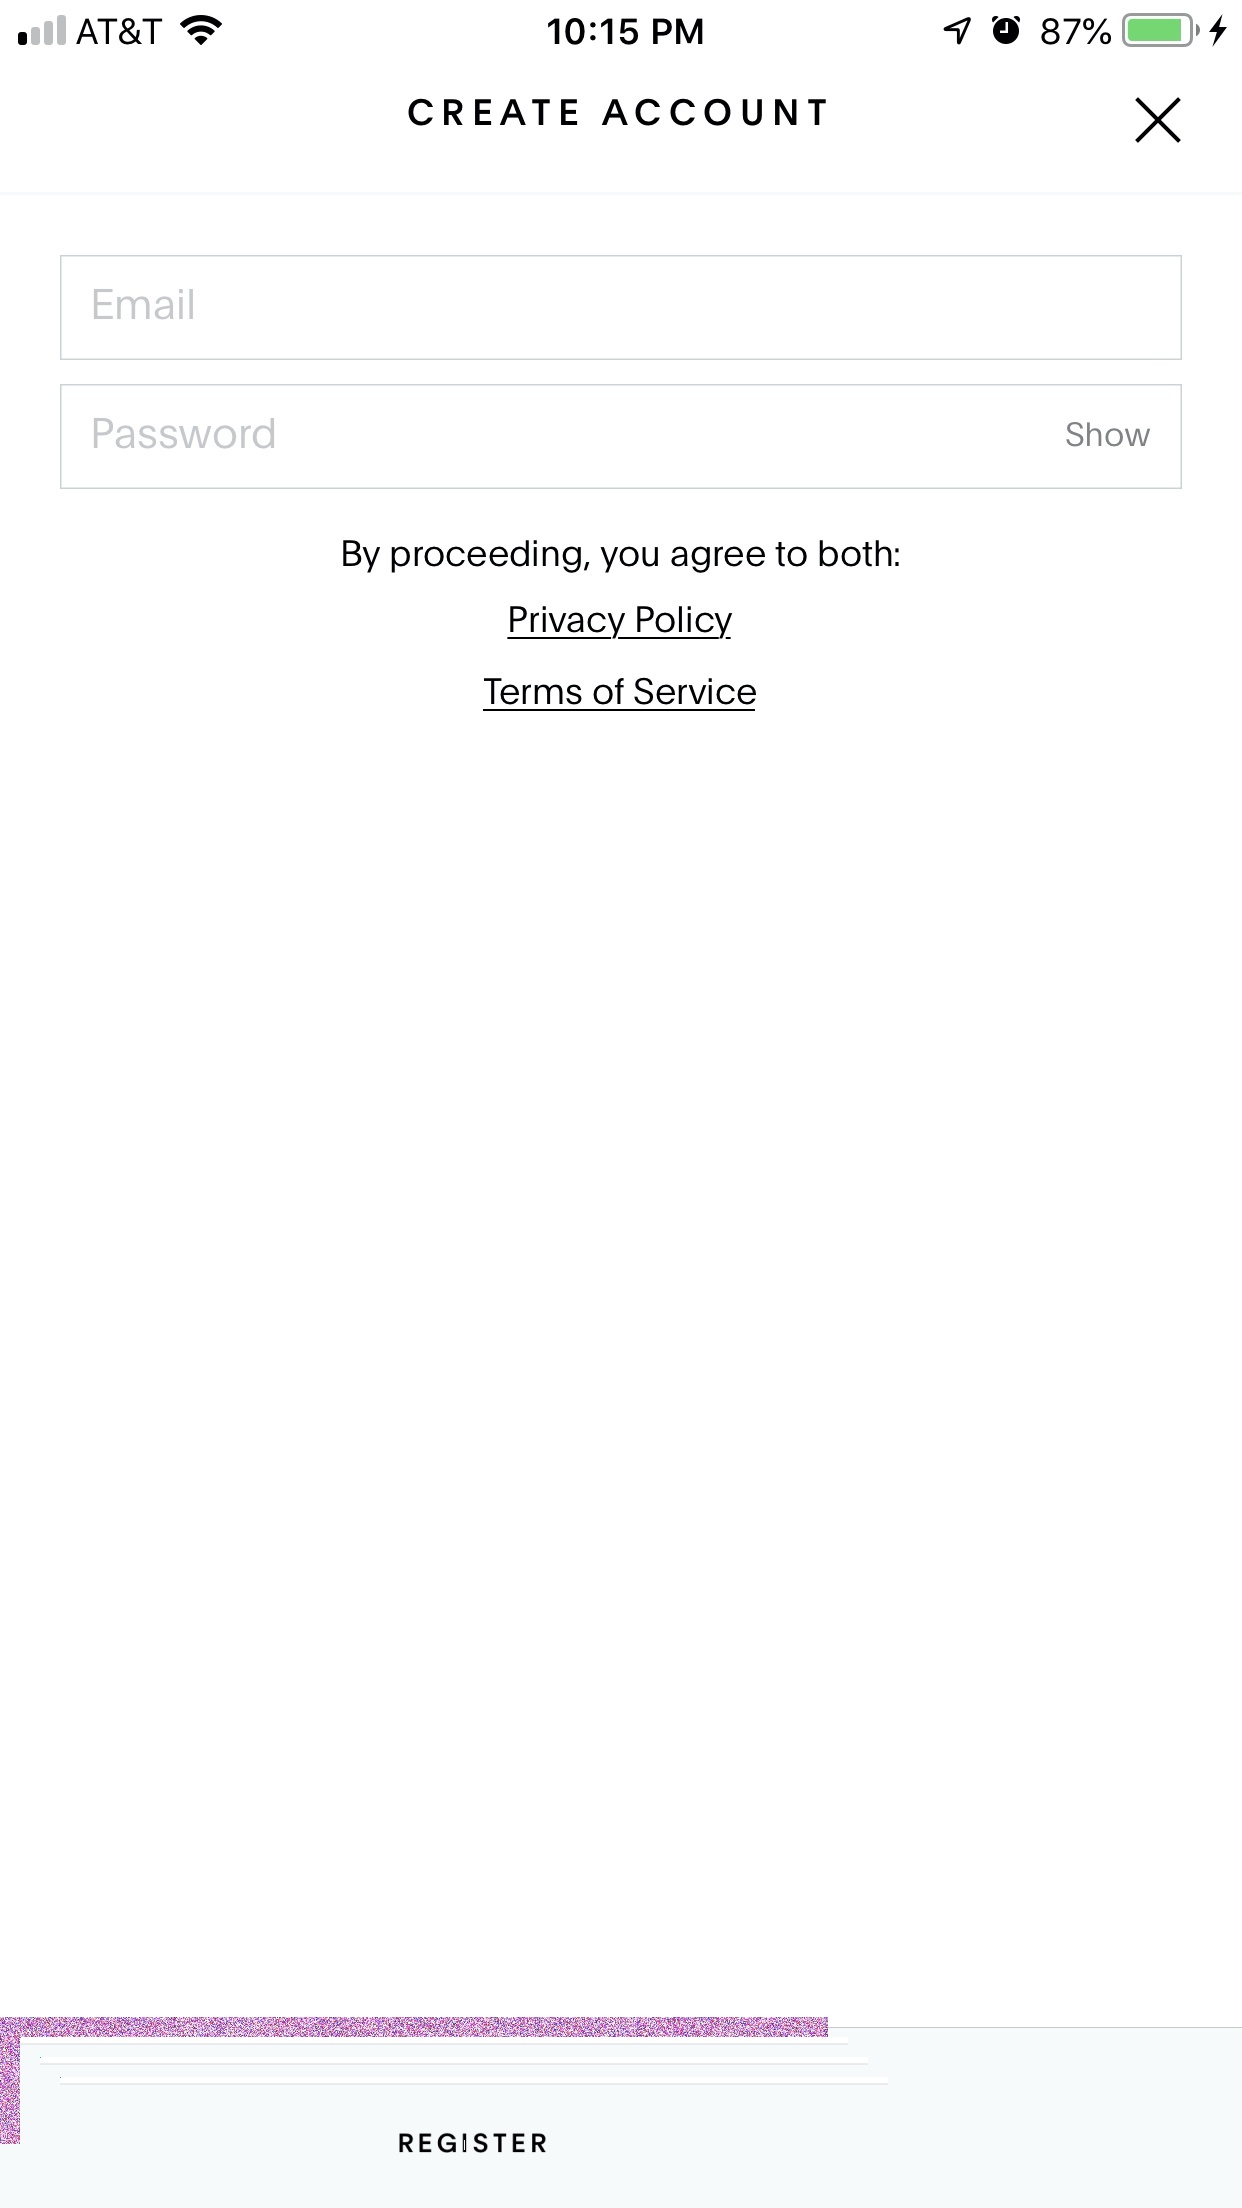 AT&T 10:15 PM 87%
CREATE ACCOUNT
Email
Password Show
By proceeding, you agree to both:
Privacy Policy
Terms of Service
REGISTER